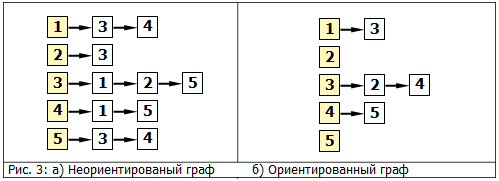 1 3 4
2 3
3 1 2 5
4 1 5
5 3 4
1 3
2
3 2 4
4 5
5
Рис. 3: а) Неориентированый граф
б) Ориентированный граф